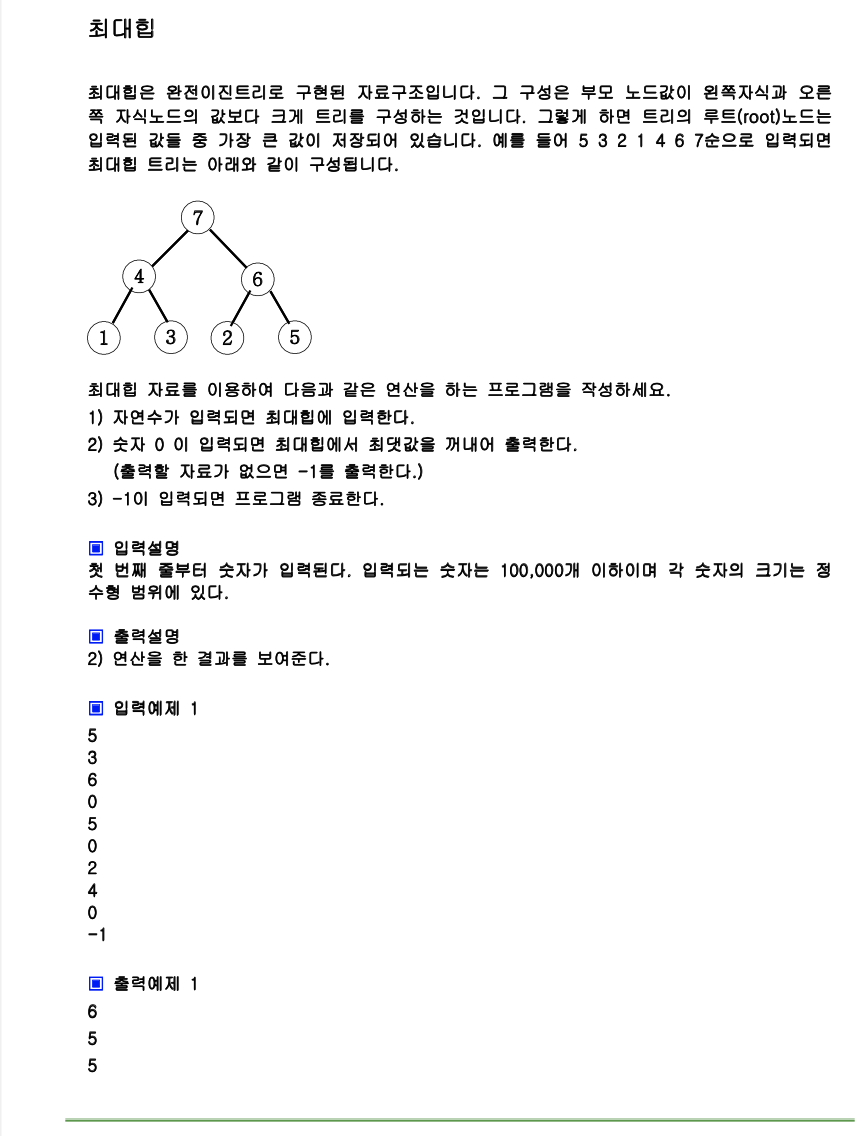 최대힙
최대힙은 완전이진트리로 구현된 자료구조입니다. 그 구성은 부모 노드값이 왼쪽자식과 오른
쪽 자식노드의 값보다 크게 트리를 구성하는 것입니다. 그렇게 하면 트리의 루트(root)노드는
입력된 값들 중 가장 큰 값이 저장되어 있습니다. 예를 들어 5 3 2 1 4 6 7순으로 입력되면
최대힙 트리는 아래와 같이 구성됩니다.
7
4 6
1 3 2 5
최대힙 자료를 이용하여 다음과 같은 연산을 하는 프로그램을 작성하세요.
1) 자연수가 입력되면 최대힙에 입력한다.
2) 숫자 0 이 입력되면 최대힙에서 최댓값을 꺼내어 출력한다.
(출력할 자료가 없으면 -1를 출력한다.)
3) -1이 입력되면 프로그램 종료한다.
▣ 입력설명
첫 번째 줄부터 숫자가 입력된다. 입력되는 숫자는 100,000개 이하이며 각 숫자의 크기는 정
수형 범위에 있다.
▣ 출력설명
2) 연산을 한 결과를 보여준다.
▣ 입력예제 1
5
3
6
0
5
0
2
4
0
-1
▣ 출력예제 1
6
5
5